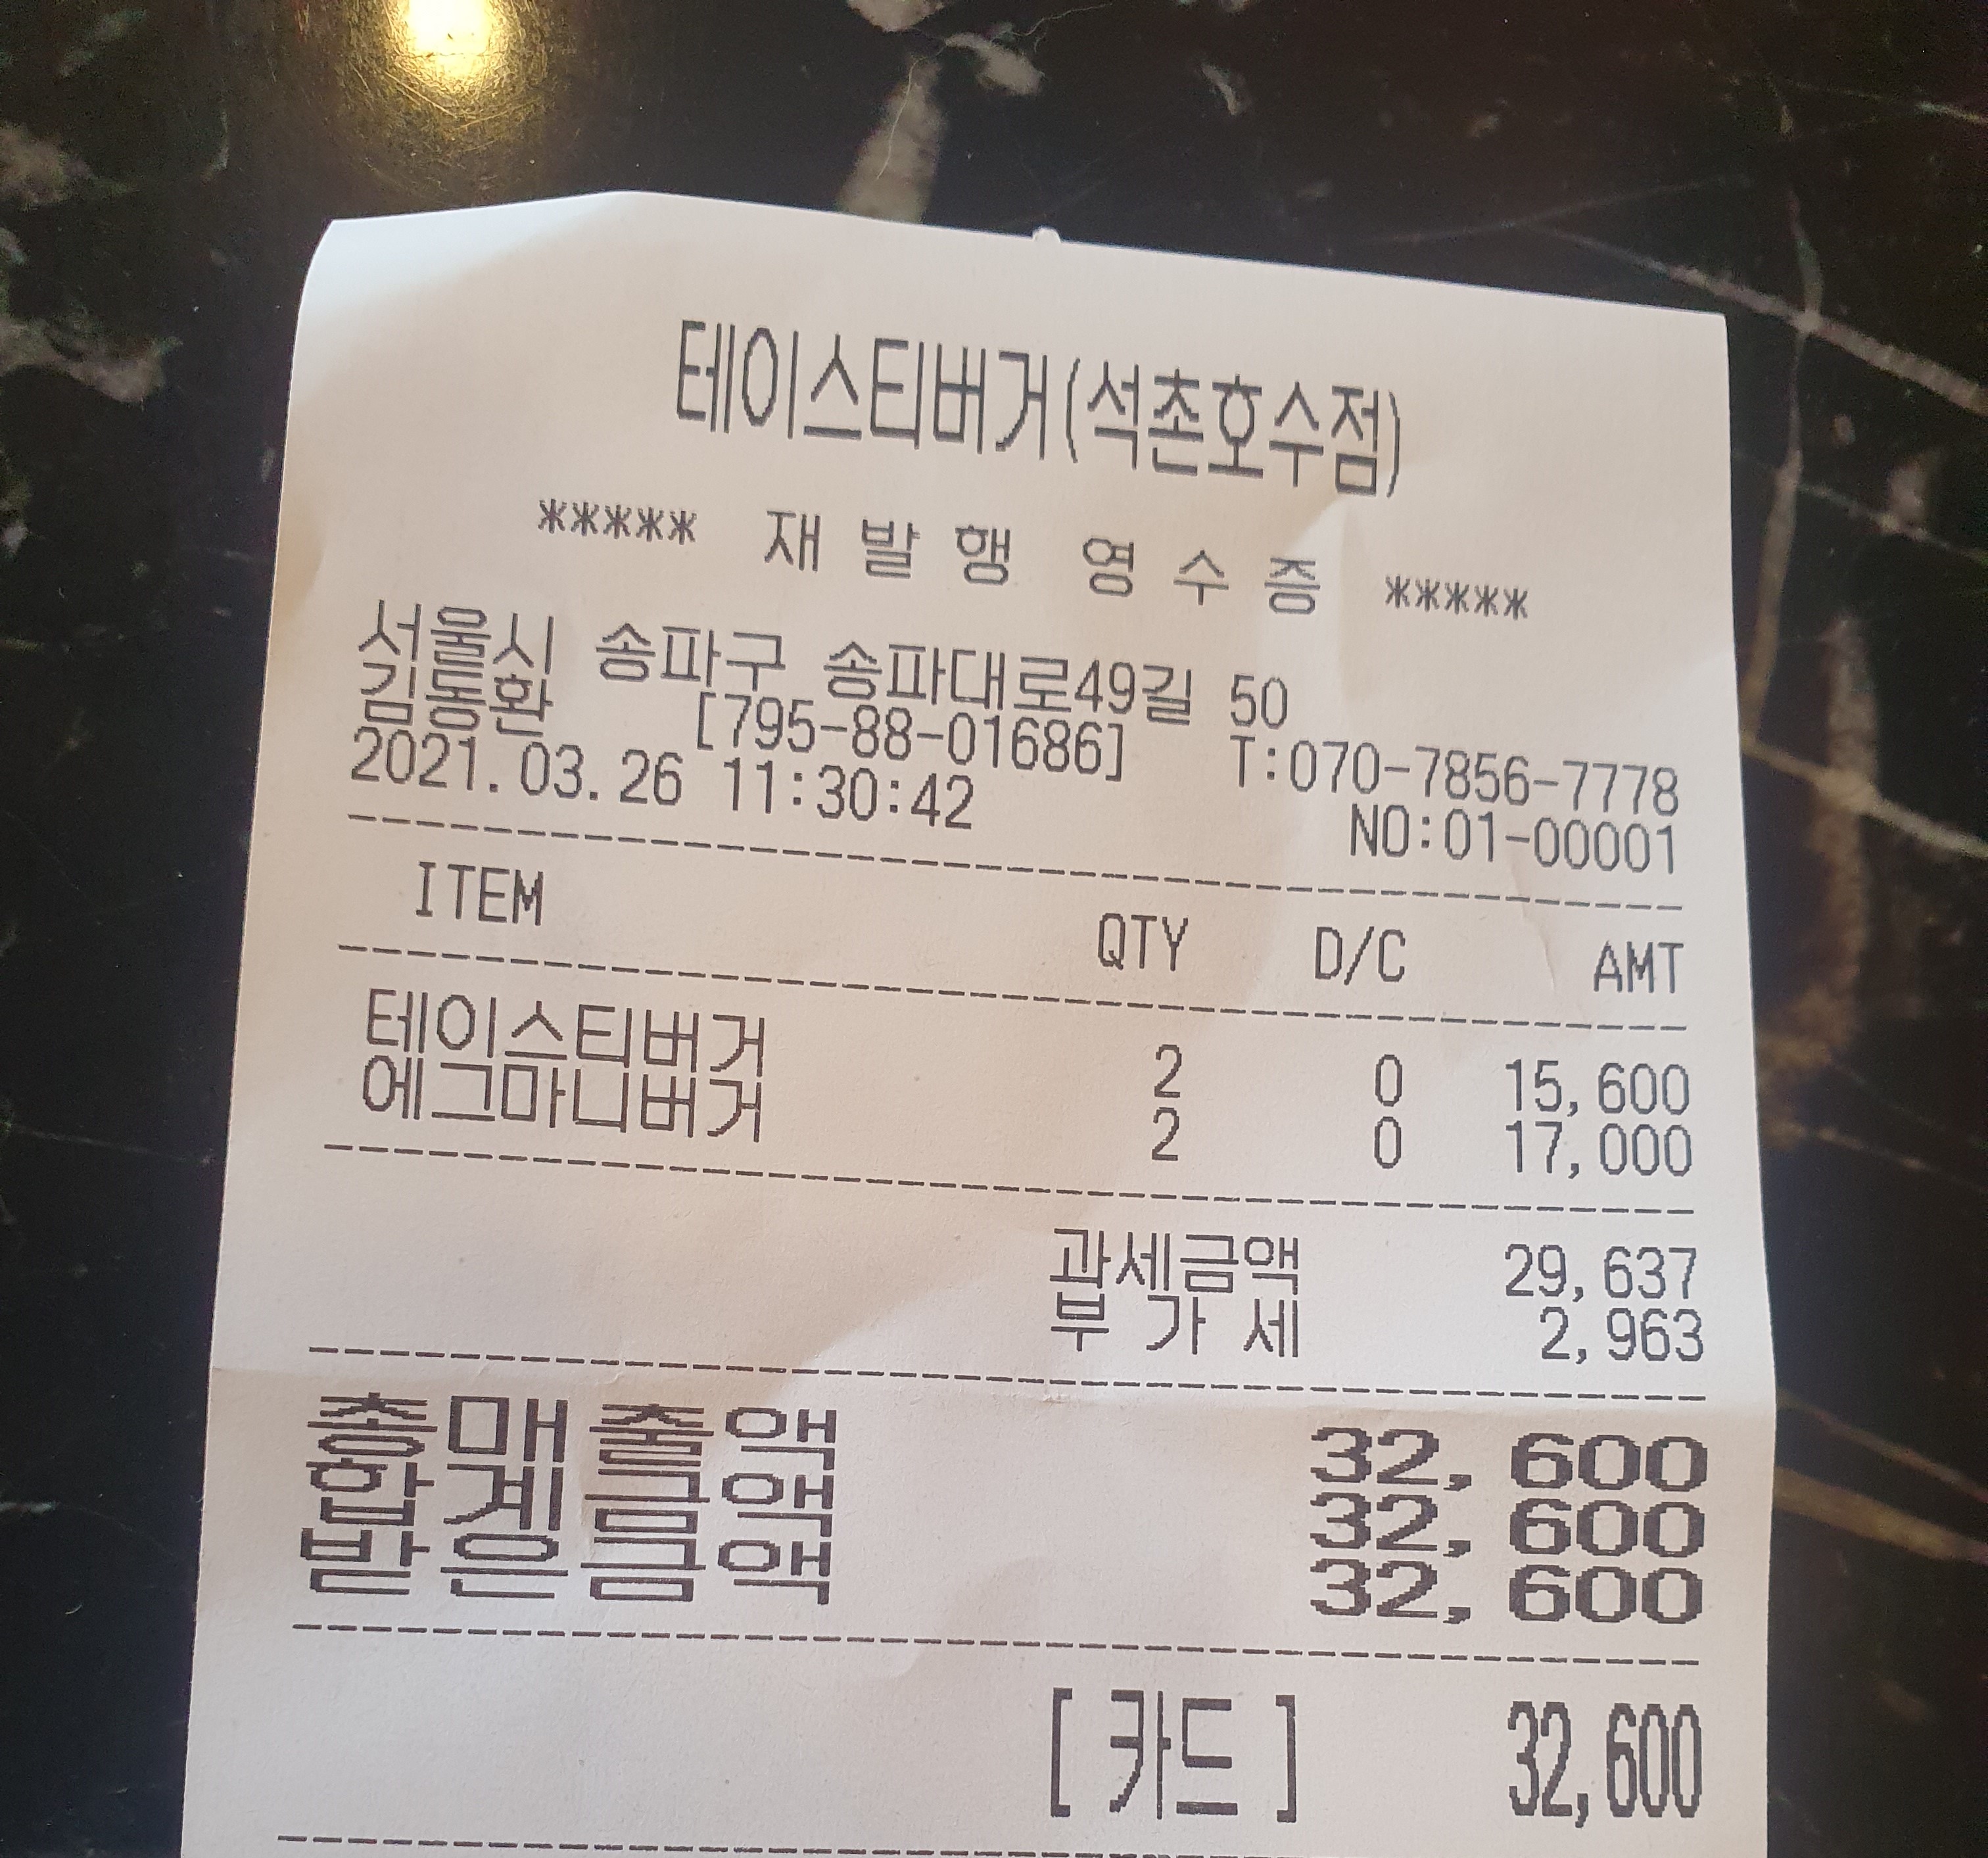 테이스티버거(석촌호수점)
***** 재 발 행 영 수 증 *****
서울시 송파구 송파대로49길 50
김동환 [795-88-01686] T:070-7856-7778
2021.03.26 11:30:42 NO:01-00001
ITEM QTY D/C AMT
테이스티버거 2 0 15,600
에그마니버거 2 0 17,000
과세금액 29,637
부 가 세 2,963
총매출액 32,600
합계금액 32,600
받은금액 32,600
[ 카드 ] 32,600